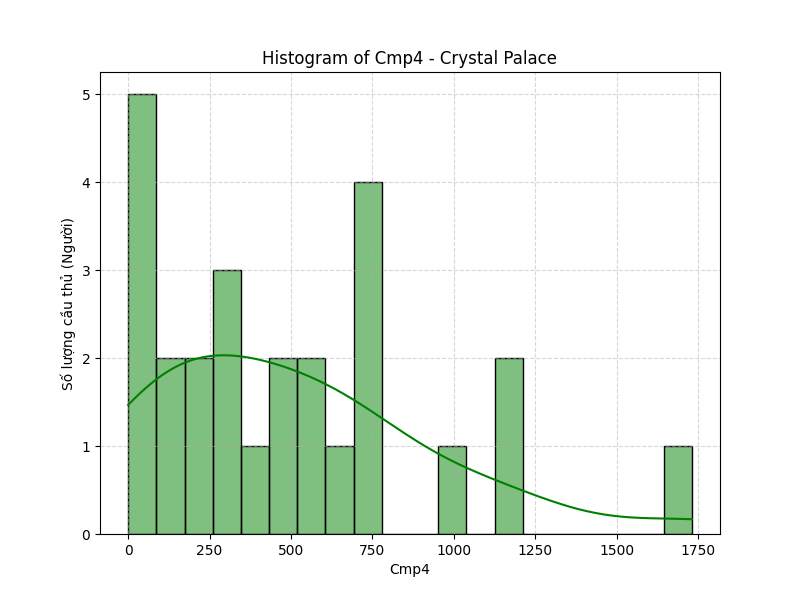 Histogram of Cmp4 - Crystal Palace
Số lượng cầu thủ (Người)
5
4
3
2
1
0
0 250 500 750 1000 1250 1500 1750
Cmp4